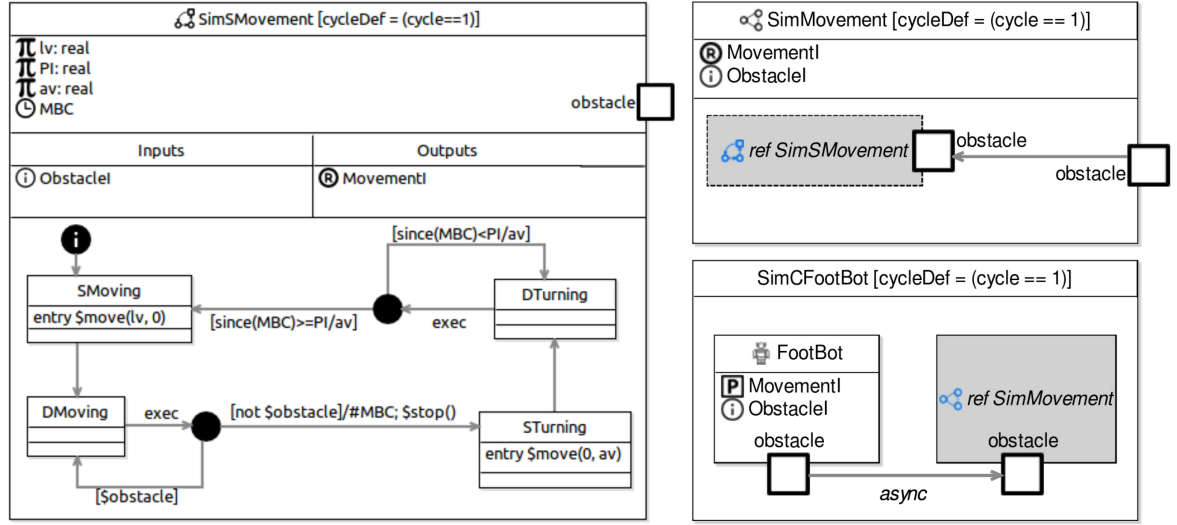 SimSMovement [cycleDef = (cycle==1)]
lv: real
PI: real
av: real
MBC
obstacle
Inputs
Outputs
i ObstacleI
R MovementI
i
[since(MBC)<PI/av]
SMoving
entry $move(lv, 0)
DTurning
[since(MBC)>=PI/av]
exec
DMoving
exec
[not $obstacle]/#MBC; $stop()
STurning
entry $move(0, av)
[$obstacle]
SimMovement [cycleDef = (cycle == 1)]
R MovementI
i ObstacleI
ref SimSMovement
obstacle
obstacle
SimCFootBot [cycleDef = (cycle == 1)]
FootBot
P MovementI
i ObstacleI
obstacle
ref SimMovement
obstacle
async